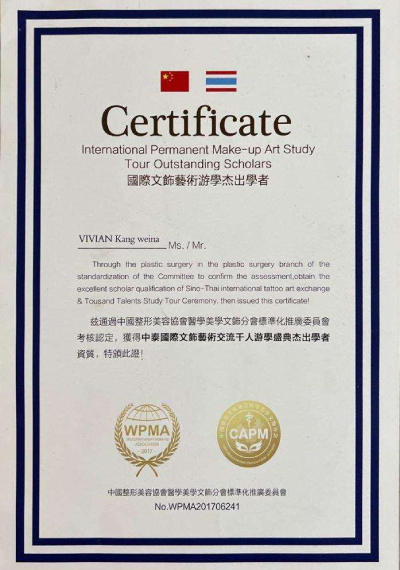 Certificate
International Permanent Make-up Art Study
Tour Outstanding Scholars
國際文飾藝術游學杰出學者
VIVIAN Kang weina Ms. / Mr.
Through the plastic surgery in the plastic surgery branch of the
standardization of the Committee to confirm the assessment,obtain the
excellent scholar qualification of Sino-Thai international tattoo art exchange
& Tousand Talents Study Tour Ceremony, then issued this certificate!
兹通過中國整形美容協會醫學美學文飾分會標準化推廣委員會
考核認定，獲得中泰國際文飾藝術交流千人游學盛典杰出學者
資質，特頒此證！
WPMA
ASSOCIATION
2017
CAPM
中國整形美容協會醫學美學文飾分會標準化推廣委員會
No.WPMA201706241